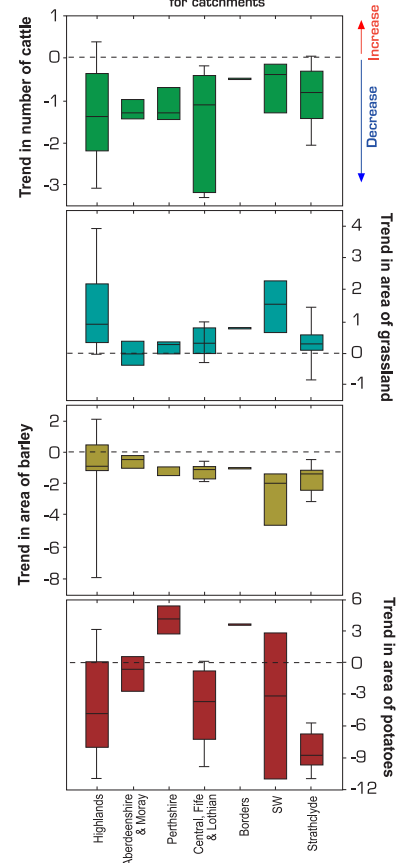 for catchments
Trend in number of cattle
1
0
-1
-2
-3
Increase
Decrease
Trend in area of grassland
4
3
2
1
0
-1
Trend in area of barley
2
0
-2
-4
-6
-8
Trend in area of potatoes
6
3
0
-3
-6
-9
-12
Highlands
Aberdeenshire
& Moray
Perthshire
Central, Fife
& Lothian
Borders
SW
Strathclyde